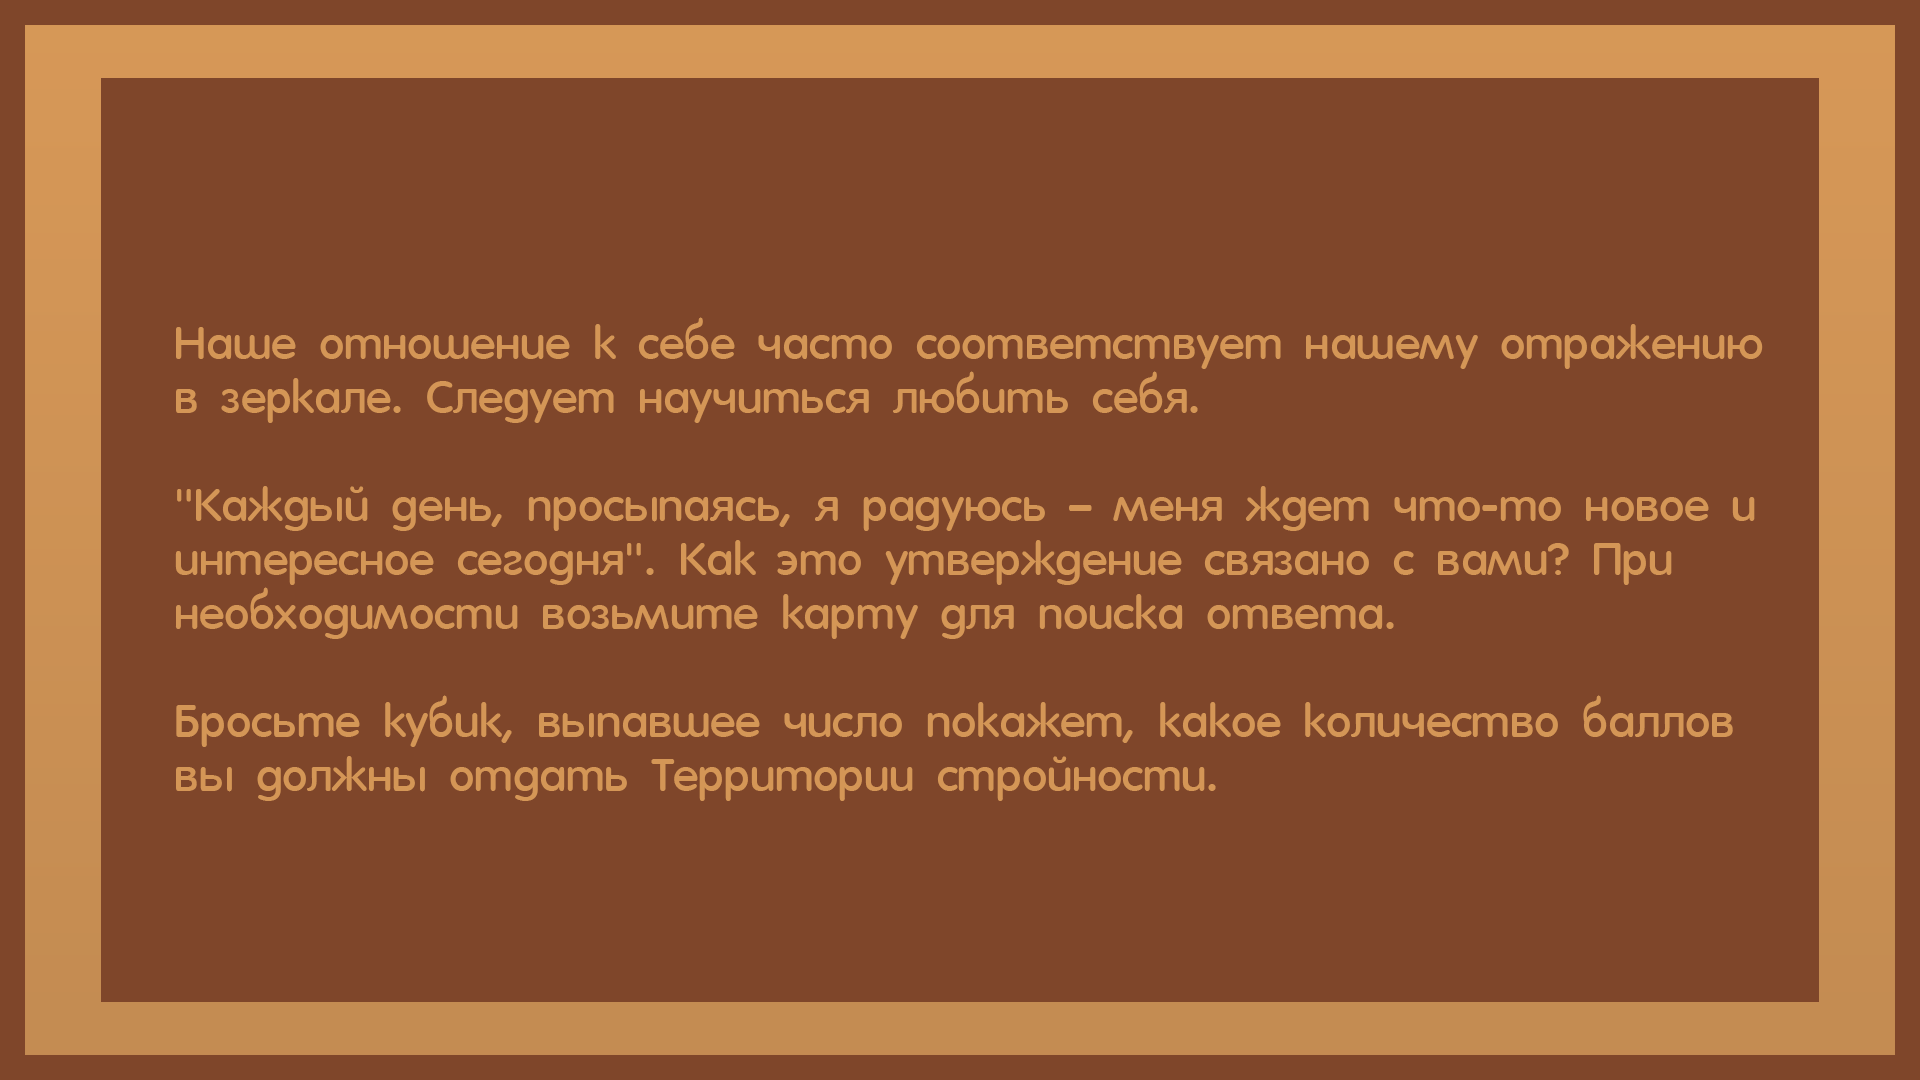 Наше отношение к себе часто соответствует нашему отражению
в зеркале. Следует научиться любить себя.
"Каждый день, просыпаясь, я радуюсь – меня ждет что-то новое и
интересное сегодня". Как это утверждение связано с вами? При
необходимости возьмите карту для поиска ответа.
Бросьте кубик, выпавшее число покажет, какое количество баллов
вы должны отдать Территории стройности.